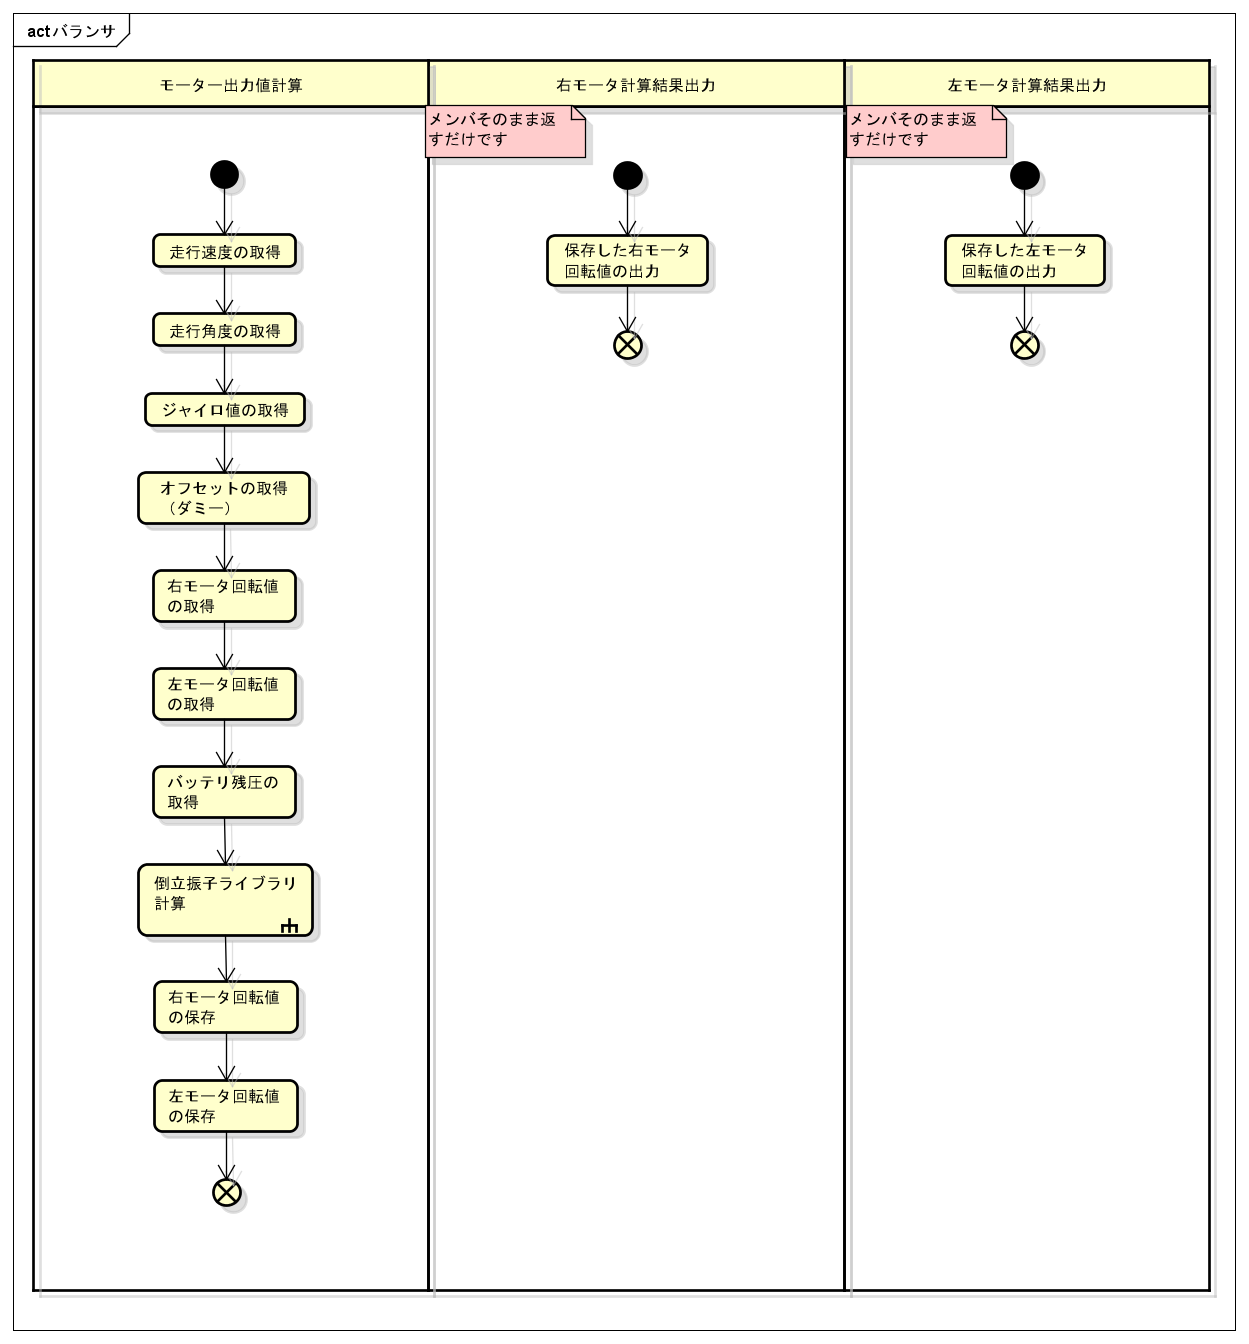 act バランサ
モーター出力値計算
右モータ計算結果出力
左モータ計算結果出力
メンバそのまま返
すだけです
メンバそのまま返
すだけです
走行速度の取得
走行角度の取得
ジャイロ値の取得
オフセットの取得
（ダミー）
右モータ回転値
の取得
左モータ回転値
の取得
バッテリ残圧の
取得
倒立振子ライブラリ
計算
右モータ回転値
の保存
左モータ回転値
の保存
保存した右モータ
回転値の出力
保存した左モータ
回転値の出力